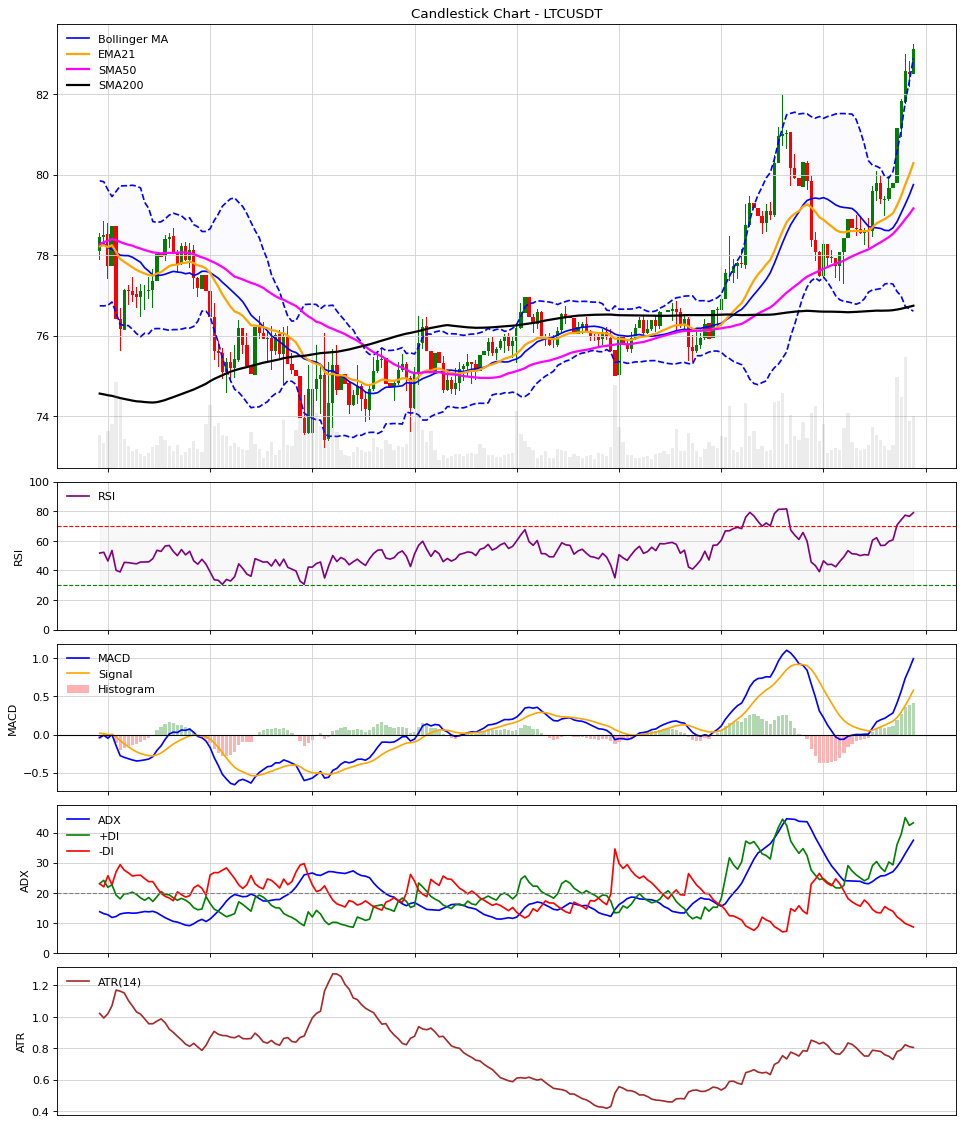 Candlestick Chart - LTCUSDT
Bollinger MA
EMA21
SMA50
SMA200
82
80
78
76
74
RSI
RSI
100
80
60
40
20
0
MACD
Signal
Histogram
MACD
1.0
0.5
0.0
−0.5
ADX
+DI
-DI
ADX
40
30
20
10
0
ATR(14)
ATR
1.2
1.0
0.8
0.6
0.4